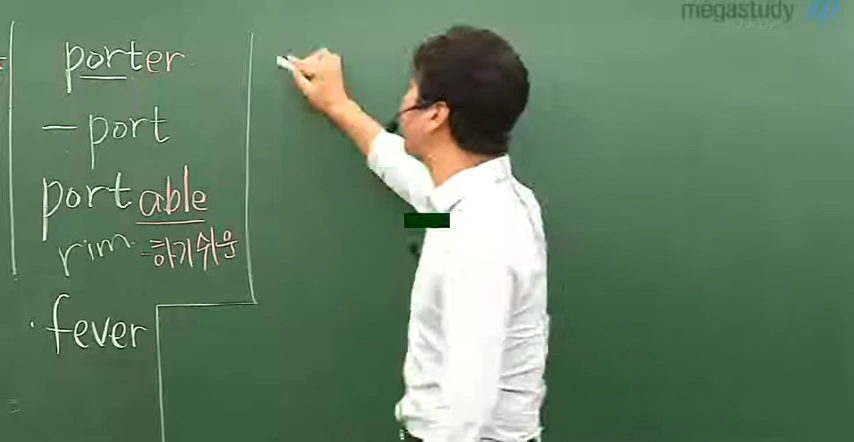 megastudy
porter
- port
portable
rim -하기쉬운
· fever